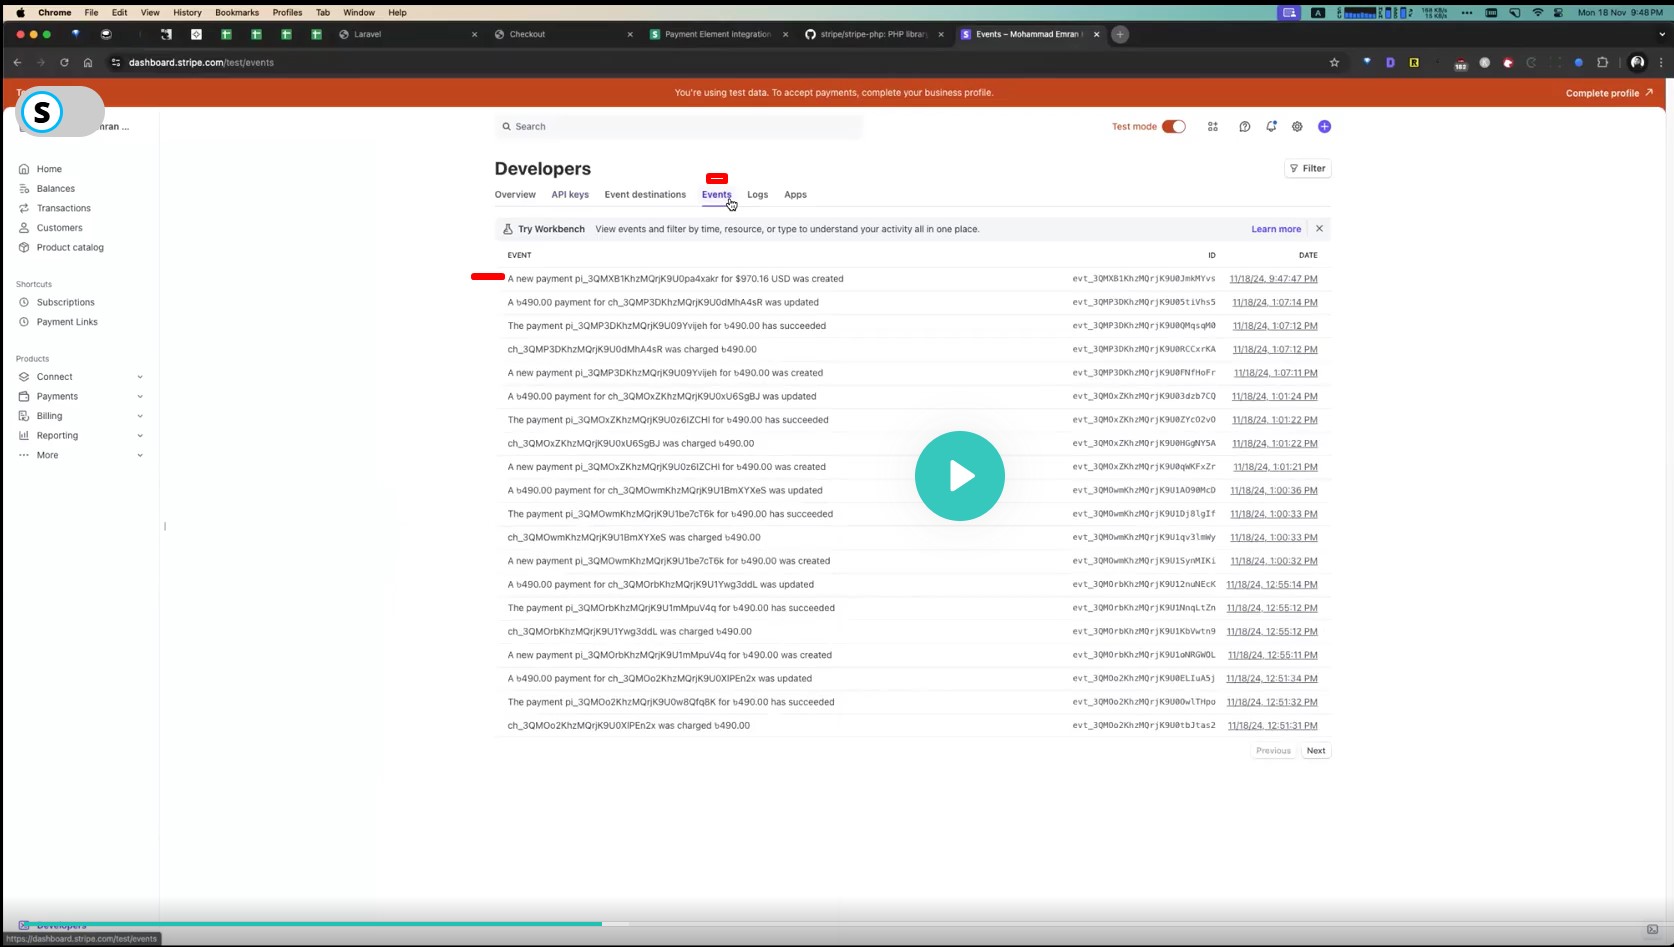 Chrome File Edit View History Bookmarks Profiles Tab Window Help
Mon 18 Nov 9:48 PM
Laravel
Checkout
Payment Element Integration
stripe/stripe-php: PHP library
Events – Mohammad Emran
dashboard.stripe.com/test/events
You're using test data. To accept payments, complete your business profile.
Complete profile
S
mran ...
Search
Test mode
Home
Balances
Transactions
Customers
Product catalog
Shortcuts
Subscriptions
Payment Links
Products
Connect
Payments
Billing
Reporting
More
Developers
Developers
Filter
Overview API keys Event destinations Events Logs Apps
Try Workbench View events and filter by time, resource, or type to understand your activity all in one place. Learn more
EVENT ID DATE
A new payment pi_3QMXB1KhzMQrjK9U0pa4xakr for $970.16 USD was created evt_3QMXB1KhzMQrjK9U0JmkMYvs 11/18/24, 9:47:47 PM
A ৳490.00 payment for ch_3QMP3DKhzMQrjK9U0dMhA4sR was updated evt_3QMP3DKhzMQrjK9U05tiVhs5 11/18/24, 1:07:14 PM
The payment pi_3QMP3DKhzMQrjK9U09Yvijeh for ৳490.00 has succeeded evt_3QMP3DKhzMQrjK9U0QMqsqM0 11/18/24, 1:07:12 PM
ch_3QMP3DKhzMQrjK9U0dMhA4sR was charged ৳490.00 evt_3QMP3DKhzMQrjK9U0RCCxrKA 11/18/24, 1:07:12 PM
A new payment pi_3QMP3DKhzMQrjK9U09Yvijeh for ৳490.00 was created evt_3QMP3DKhzMQrjK9U0FNfHoFr 11/18/24, 1:07:11 PM
A ৳490.00 payment for ch_3QMOxZKhzMQrjK9U0xU6SgBJ was updated evt_3QMOxZKhzMQrjK9U03dzb7CQ 11/18/24, 1:01:24 PM
The payment pi_3QMOxZKhzMQrjK9U0z6IZCHl for ৳490.00 has succeeded evt_3QMOxZKhzMQrjK9U0ZYcO2vO 11/18/24, 1:01:22 PM
ch_3QMOxZKhzMQrjK9U0xU6SgBJ was charged ৳490.00 evt_3QMOxZKhzMQrjK9U0HGgNY5A 11/18/24, 1:01:22 PM
A new payment pi_3QMOxZKhzMQrjK9U0z6IZCHl for ৳490.00 was created evt_3QMOxZKhzMQrjK9U0qWKFxZr 11/18/24, 1:01:21 PM
A ৳490.00 payment for ch_3QMOwmKhzMQrjK9U1BmXYXeS was updated evt_3QMOwmKhzMQrjK9U1AO90McD 11/18/24, 1:00:36 PM
The payment pi_3QMOwmKhzMQrjK9U1be7cT6k for ৳490.00 has succeeded evt_3QMOwmKhzMQrjK9U1Dj8lgIf 11/18/24, 1:00:33 PM
ch_3QMOwmKhzMQrjK9U1BmXYXeS was charged ৳490.00 evt_3QMOwmKhzMQrjK9U1qv3lmWy 11/18/24, 1:00:33 PM
A new payment pi_3QMOwmKhzMQrjK9U1be7cT6k for ৳490.00 was created evt_3QMOwmKhzMQrjK9U1SynMIKi 11/18/24, 1:00:32 PM
A ৳490.00 payment for ch_3QMOrbKhzMQrjK9U1Ywg3ddL was updated evt_3QMOrbKhzMQrjK9U12nuNEcK 11/18/24, 12:55:14 PM
The payment pi_3QMOrbKhzMQrjK9U1mMpuV4q for ৳490.00 has succeeded evt_3QMOrbKhzMQrjK9U1NnqLtZn 11/18/24, 12:55:12 PM
ch_3QMOrbKhzMQrjK9U1Ywg3ddL was charged ৳490.00 evt_3QMOrbKhzMQrjK9U1KbVwtn9 11/18/24, 12:55:12 PM
A new payment pi_3QMOrbKhzMQrjK9U1mMpuV4q for ৳490.00 was created evt_3QMOrbKhzMQrjK9U1oNRGWOL 11/18/24, 12:55:11 PM
A ৳490.00 payment for ch_3QMOo2KhzMQrjK9U0XIPEn2x was updated evt_3QMOo2KhzMQrjK9U0ELIuA5j 11/18/24, 12:51:34 PM
The payment pi_3QMOo2KhzMQrjK9U0w8Qfq8K for ৳490.00 has succeeded evt_3QMOo2KhzMQrjK9U0OwlTHpo 11/18/24, 12:51:32 PM
ch_3QMOo2KhzMQrjK9U0XIPEn2x was charged ৳490.00 evt_3QMOo2KhzMQrjK9U0tbJtas2 11/18/24, 12:51:31 PM
Previous Next
https://dashboard.stripe.com/test/events